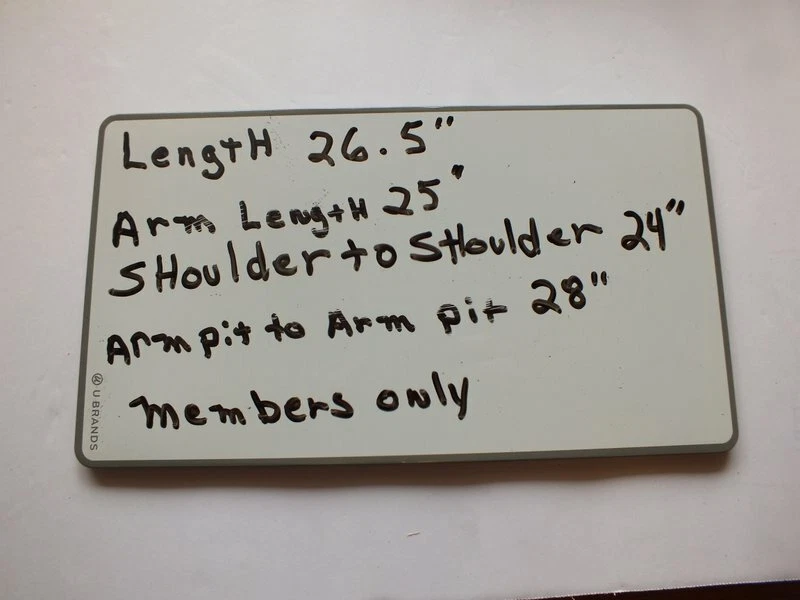 LengtH 26.5"
Arm LengtH 25"
SHoulder to SHoulder 24"
Arm pit to Arm pit 28"
members only
U BRANDS